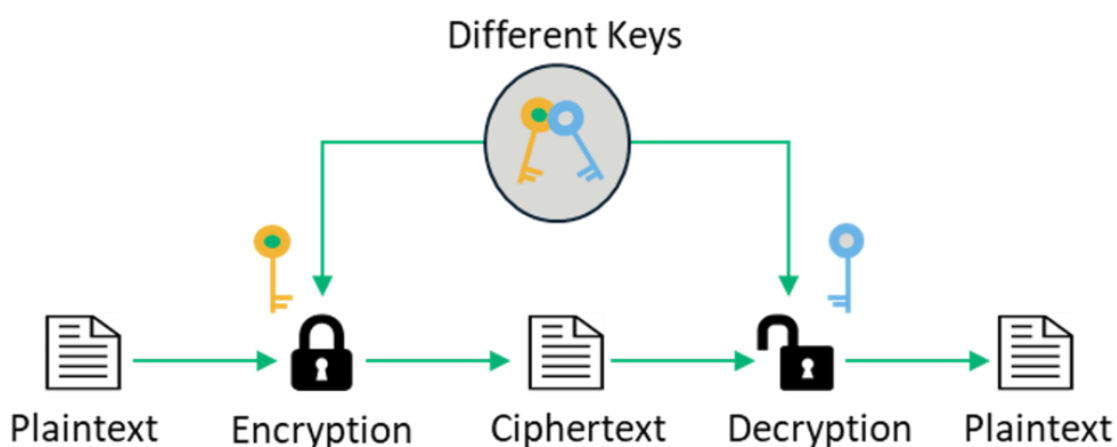 Different Keys
Plaintext Encryption Ciphertext Decryption Plaintext